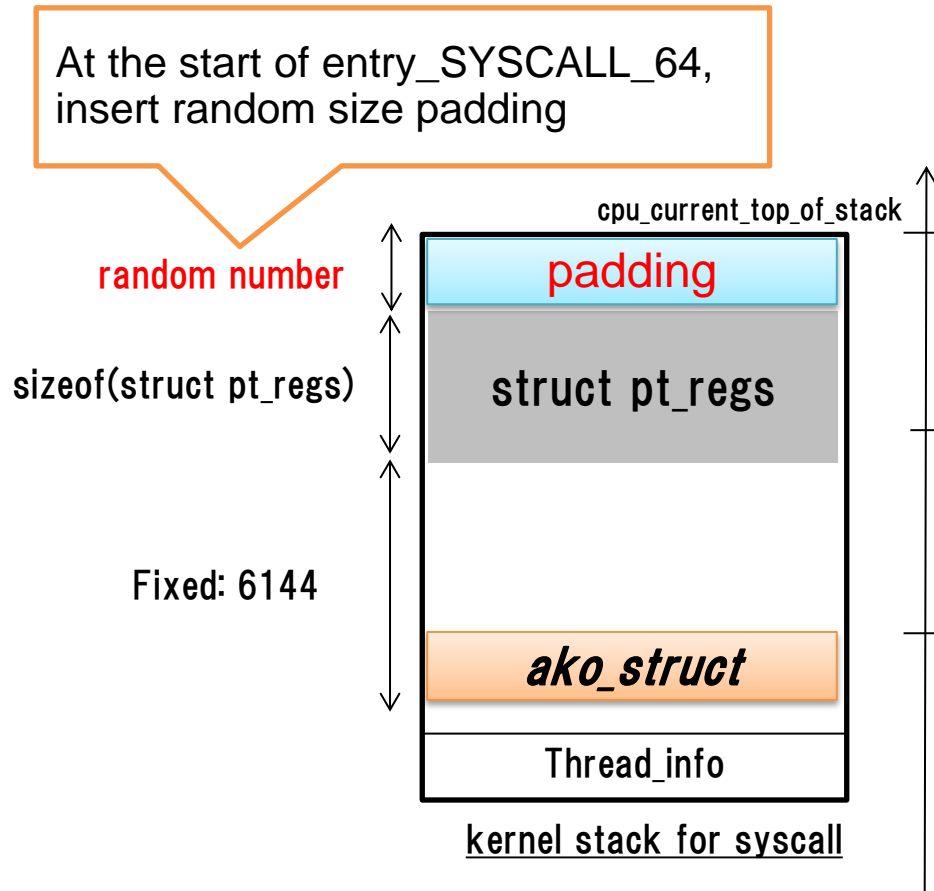 At the start of entry_SYSCALL_64,
insert random size padding
cpu_current_top_of_stack
random number
padding
sizeof(struct pt_regs)
struct pt_regs
Fixed: 6144
ako_struct
Thread_info
kernel stack for syscall